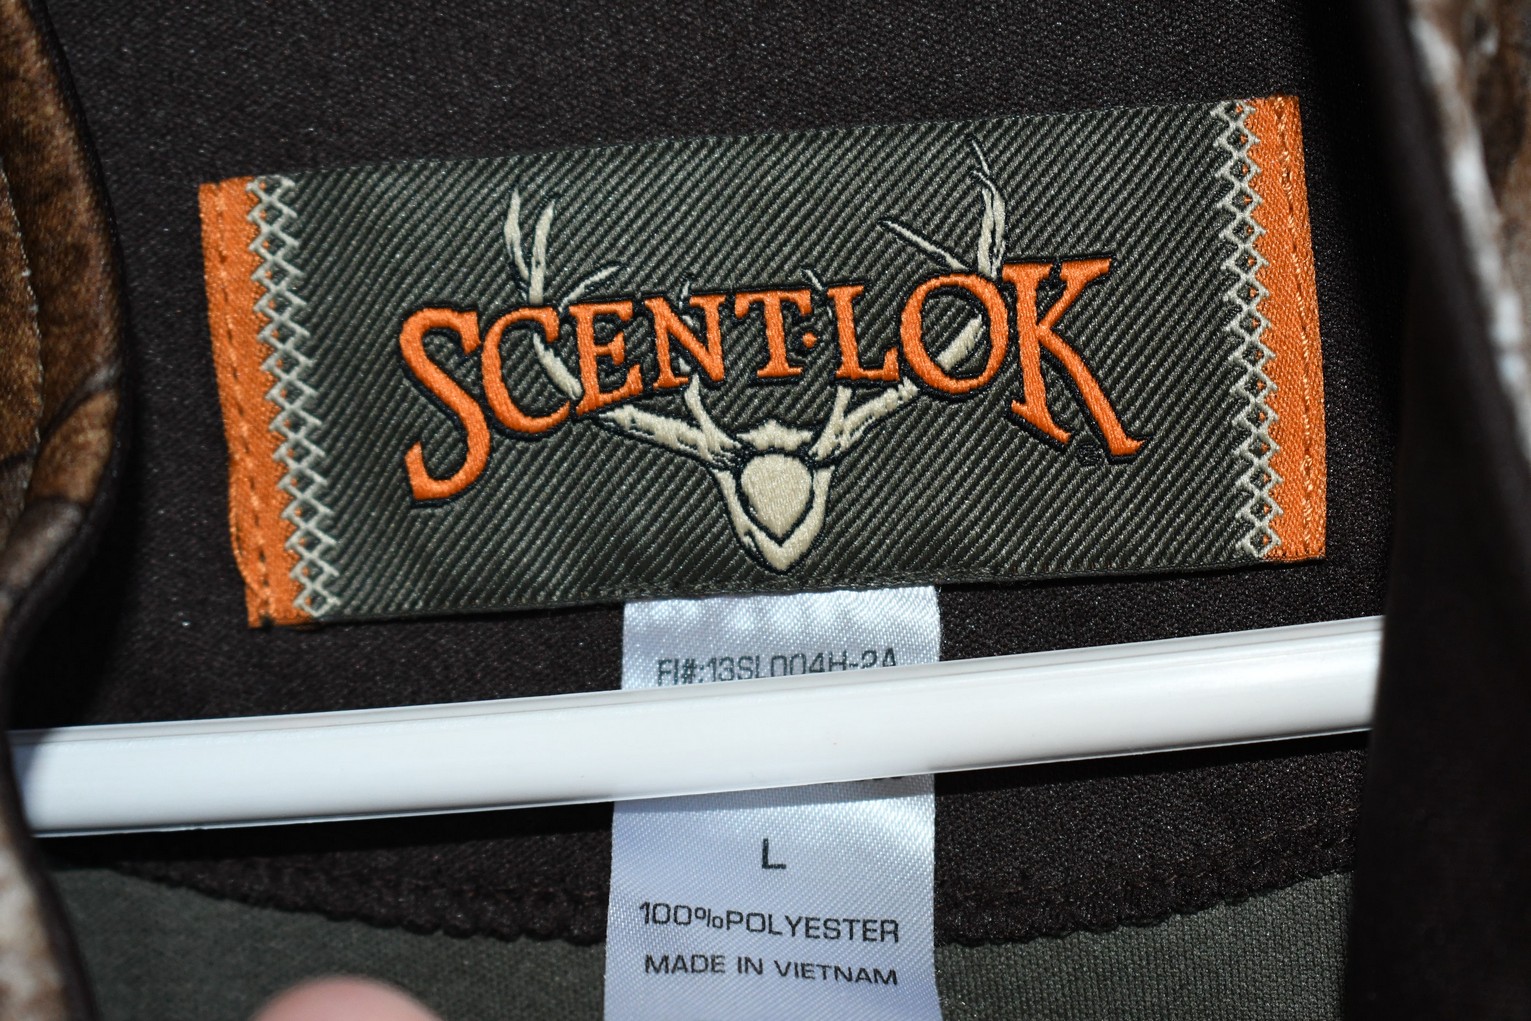 SCENT·LOK
®
FI#:13SL004H-2A
L
100%POLYESTER
MADE IN VIETNAM